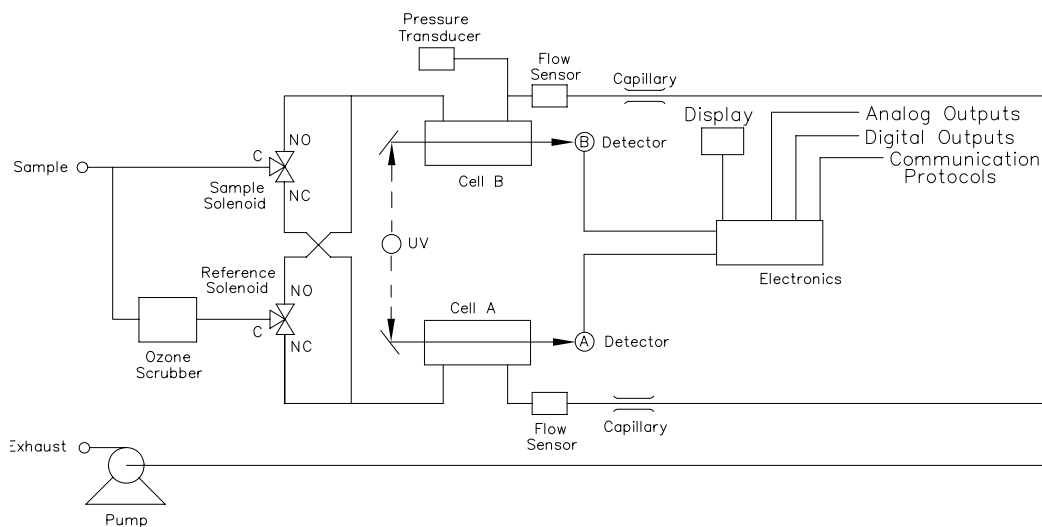 Pressure
Transducer
Flow
Sensor
Capillary
Display
Analog Outputs
Digital Outputs
Communication
Protocols
NO
C
Sample
Sample
Solenoid
NC
B
Detector
Cell B
UV
Electronics
Reference
Solenoid
NO
C
NC
Cell A
A
Detector
Ozone
Scrubber
Flow
Sensor
Capillary
Exhaust
Pump